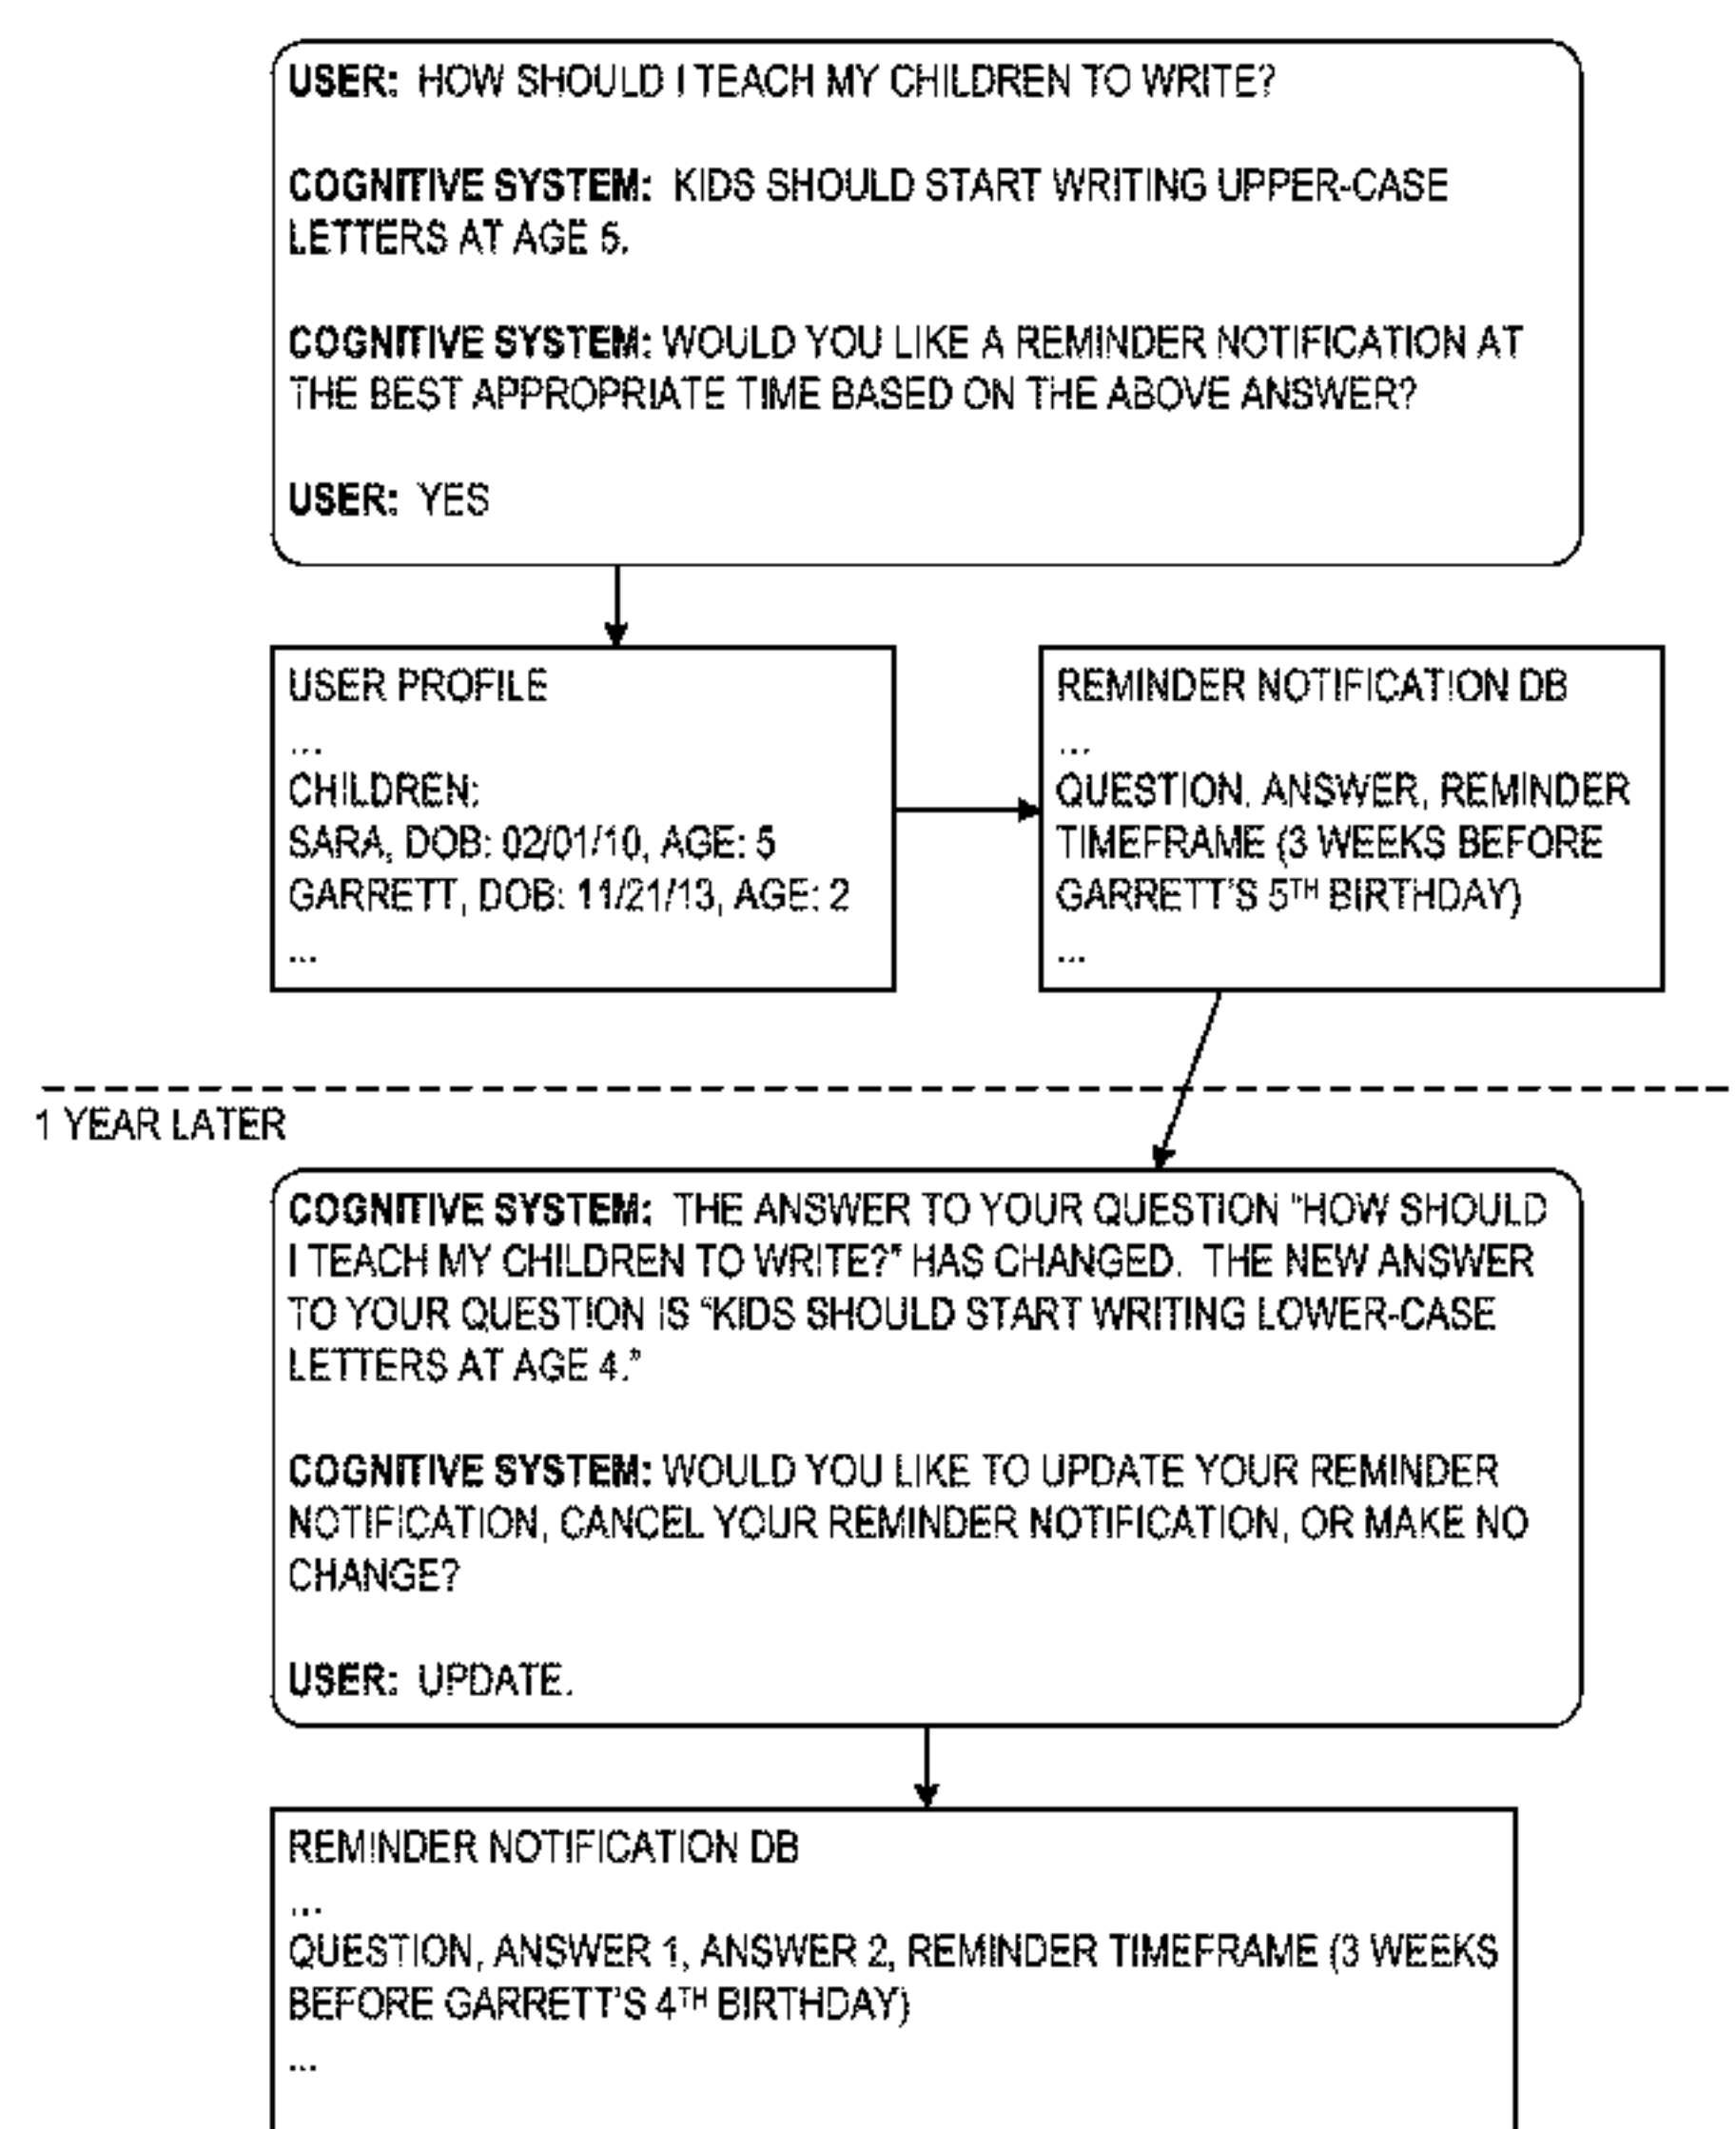 USER: HOW SHOULD I TEACH MY CHILDREN TO WRITE?
COGNITIVE SYSTEM: KIDS SHOULD START WRITING UPPER-CASE
LETTERS AT AGE 5.
COGNITIVE SYSTEM: WOULD YOU LIKE A REMINDER NOTIFICATION AT
THE BEST APPROPRIATE TIME BASED ON THE ABOVE ANSWER?
USER: YES
USER PROFILE
...
CHILDREN:
SARA, DOB: 02/01/10, AGE: 5
GARRETT, DOB: 11/21/13, AGE: 2
...
REMINDER NOTIFICATION DB
...
QUESTION, ANSWER, REMINDER
TIMEFRAME (3 WEEKS BEFORE
GARRETT'S 5TH BIRTHDAY)
...
1 YEAR LATER
COGNITIVE SYSTEM: THE ANSWER TO YOUR QUESTION "HOW SHOULD
I TEACH MY CHILDREN TO WRITE?" HAS CHANGED. THE NEW ANSWER
TO YOUR QUESTION IS "KIDS SHOULD START WRITING LOWER-CASE
LETTERS AT AGE 4."
COGNITIVE SYSTEM: WOULD YOU LIKE TO UPDATE YOUR REMINDER
NOTIFICATION, CANCEL YOUR REMINDER NOTIFICATION, OR MAKE NO
CHANGE?
USER: UPDATE.
REMINDER NOTIFICATION DB
...
QUESTION, ANSWER 1, ANSWER 2, REMINDER TIMEFRAME (3 WEEKS
BEFORE GARRETT'S 4TH BIRTHDAY)
...